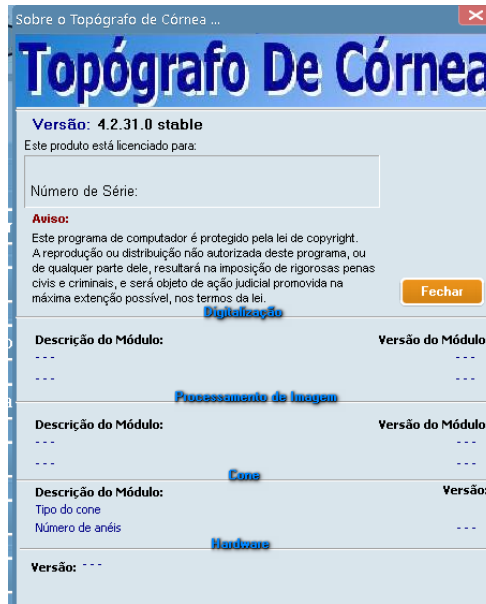 Sobre o Topógrafo de Córnea ...
Topógrafo De Córnea
Versão: 4.2.31.0 stable
Este produto está licenciado para:
Número de Série:
Aviso:
Este programa de computador é protegido pela lei de copyright.
A reprodução ou distribuição não autorizada deste programa, ou
de qualquer parte dele, resultará na imposição de rigorosas penas
civis e criminais, e será objeto de ação judicial promovida na
máxima extenção possível, nos termos da lei.
Fechar
Digitalização
Descrição do Módulo: Versão do Módulo
- - - - - -
- - - - - -
Processamento de Imagem
Descrição do Módulo: Versão do Módulo
- - - - - -
- - - - - -
Cone
Descrição do Módulo: Versão:
Tipo do cone
Número de anéis - - -
Hardware
Versão: - - -